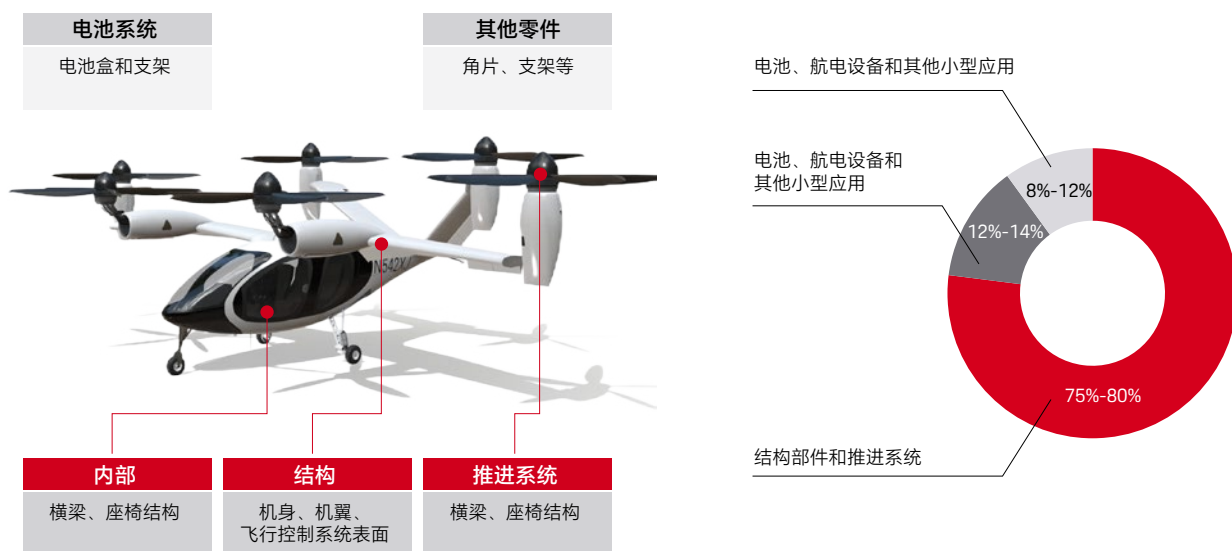 电池系统
电池盒和支架
其他零件
角片、支架等
N542XJ
内部
横梁、座椅结构
结构
机身、机翼、
飞行控制系统表面
推进系统
横梁、座椅结构
电池、航电设备和其他小型应用
电池、航电设备和
其他小型应用
8%-12%
12%-14%
75%-80%
结构部件和推进系统